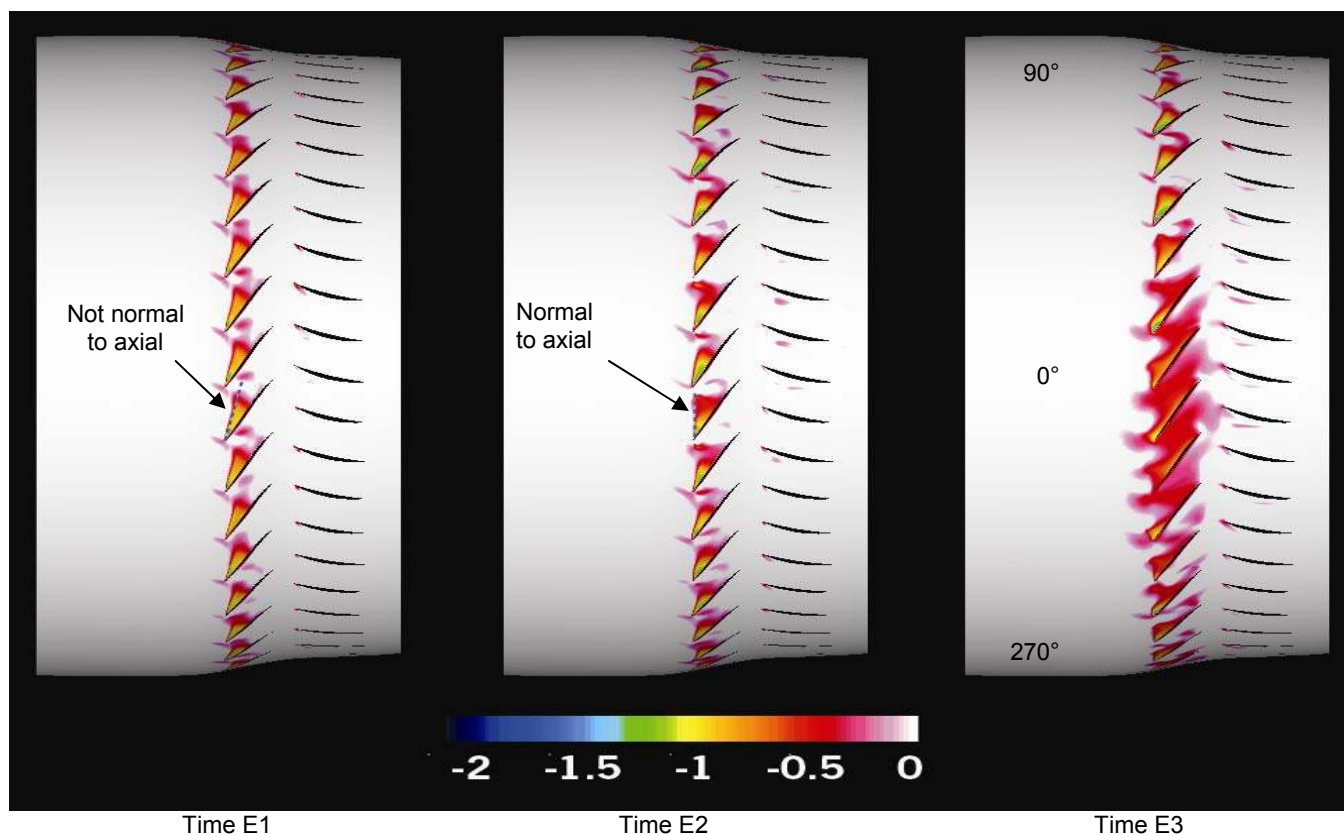 Not normal
to axial
Normal
to axial
90°
0°
270°
-2 -1.5 -1 -0.5 0
Time E1 Time E2 Time E3